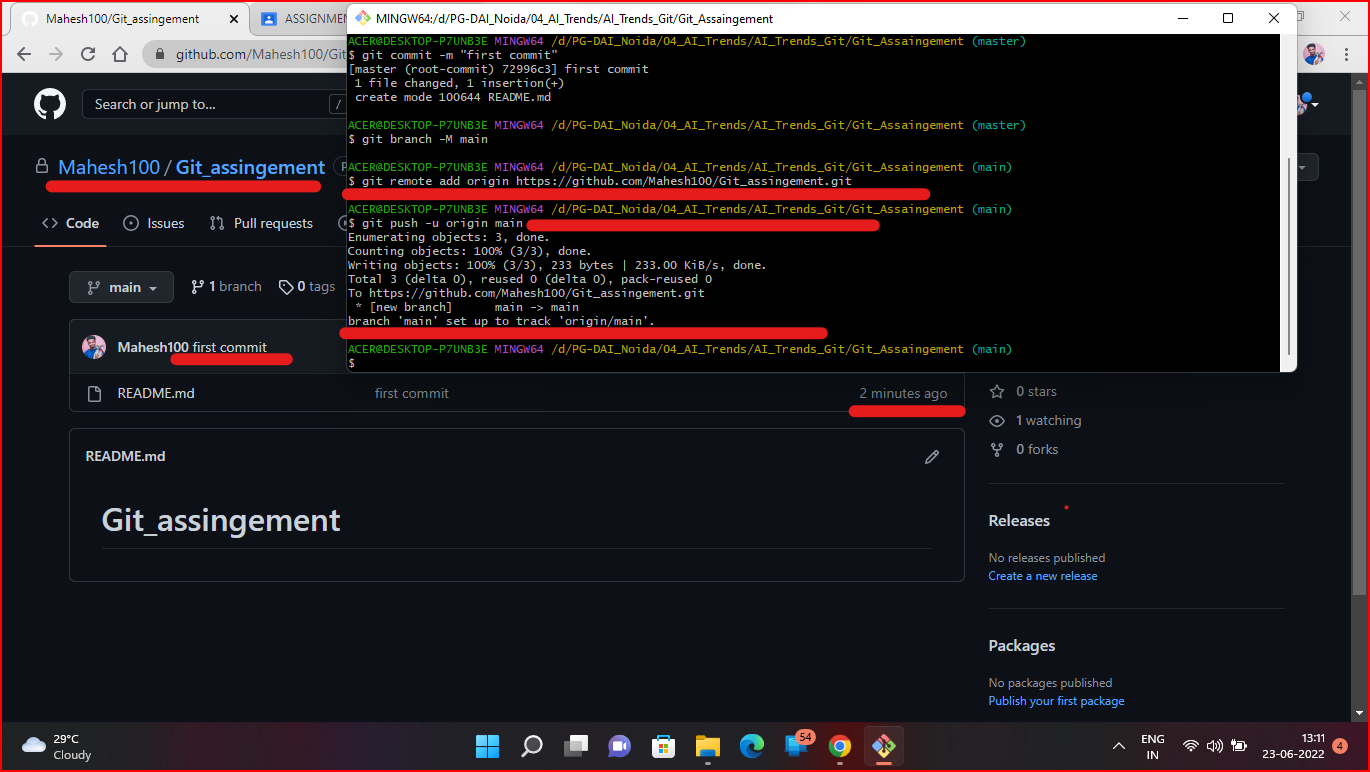 Mahesh100/Git_assingement
ASSIGNMEN
MINGW64:/d/PG-DAI_Noida/04_AI_Trends/AI_Trends_Git/Git_Assaingement
github.com/Mahesh100/Git
ACER@DESKTOP-P7UNB3E MINGW64 /d/PG-DAI_Noida/04_AI_Trends/AI_Trends_Git/Git_Assaingement (master)
$ git commit -m "first commit"
[master (root-commit) 72996c3] first commit
1 file changed, 1 insertion(+)
create mode 100644 README.md
ACER@DESKTOP-P7UNB3E MINGW64 /d/PG-DAI_Noida/04_AI_Trends/AI_Trends_Git/Git_Assaingement (master)
$ git branch -M main
ACER@DESKTOP-P7UNB3E MINGW64 /d/PG-DAI_Noida/04_AI_Trends/AI_Trends_Git/Git_Assaingement (main)
$ git remote add origin https://github.com/Mahesh100/Git_assingement.git
ACER@DESKTOP-P7UNB3E MINGW64 /d/PG-DAI_Noida/04_AI_Trends/AI_Trends_Git/Git_Assaingement (main)
$ git push -u origin main
Enumerating objects: 3, done.
Counting objects: 100% (3/3), done.
Writing objects: 100% (3/3), 233 bytes | 233.00 KiB/s, done.
Total 3 (delta 0), reused 0 (delta 0), pack-reused 0
To https://github.com/Mahesh100/Git_assingement.git
* [new branch] main -> main
branch 'main' set up to track 'origin/main'.
ACER@DESKTOP-P7UNB3E MINGW64 /d/PG-DAI_Noida/04_AI_Trends/AI_Trends_Git/Git_Assaingement (main)
$
Search or jump to... /
Mahesh100 / Git_assingement P
Code Issues Pull requests
main 1 branch 0 tags
Mahesh100 first commit
README.md first commit 2 minutes ago
README.md
Git_assingement
0 stars
1 watching
0 forks
Releases
No releases published
Create a new release
Packages
No packages published
Publish your first package
29°C
Cloudy
54
ENG
IN
13:11
23-06-2022
4